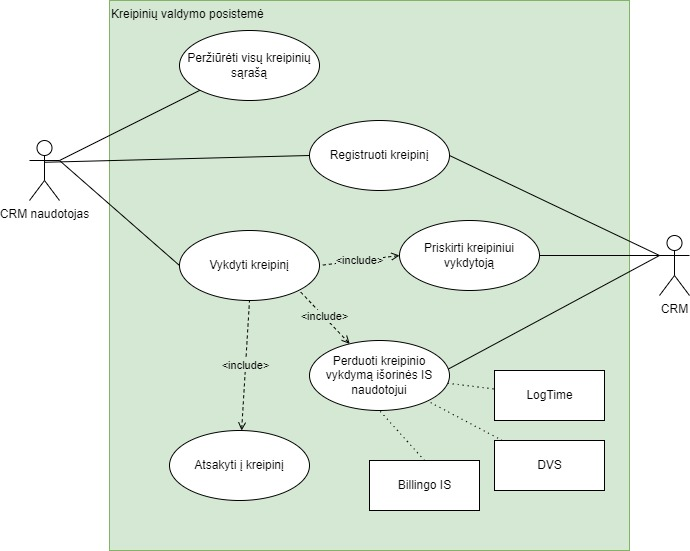 Kreipinių valdymo posistemė
Peržiūrėti visų kreipinių
sąrašą
Registruoti kreipinį
CRM naudotojas
Vykdyti kreipinį
<include>
Priskirti kreipiniui
vykdytoją
CRM
<include>
Perduoti kreipinio
vykdymą išorinės IS
naudotojui
<include>
LogTime
Atsakyti į kreipinį
DVS
Billingo IS